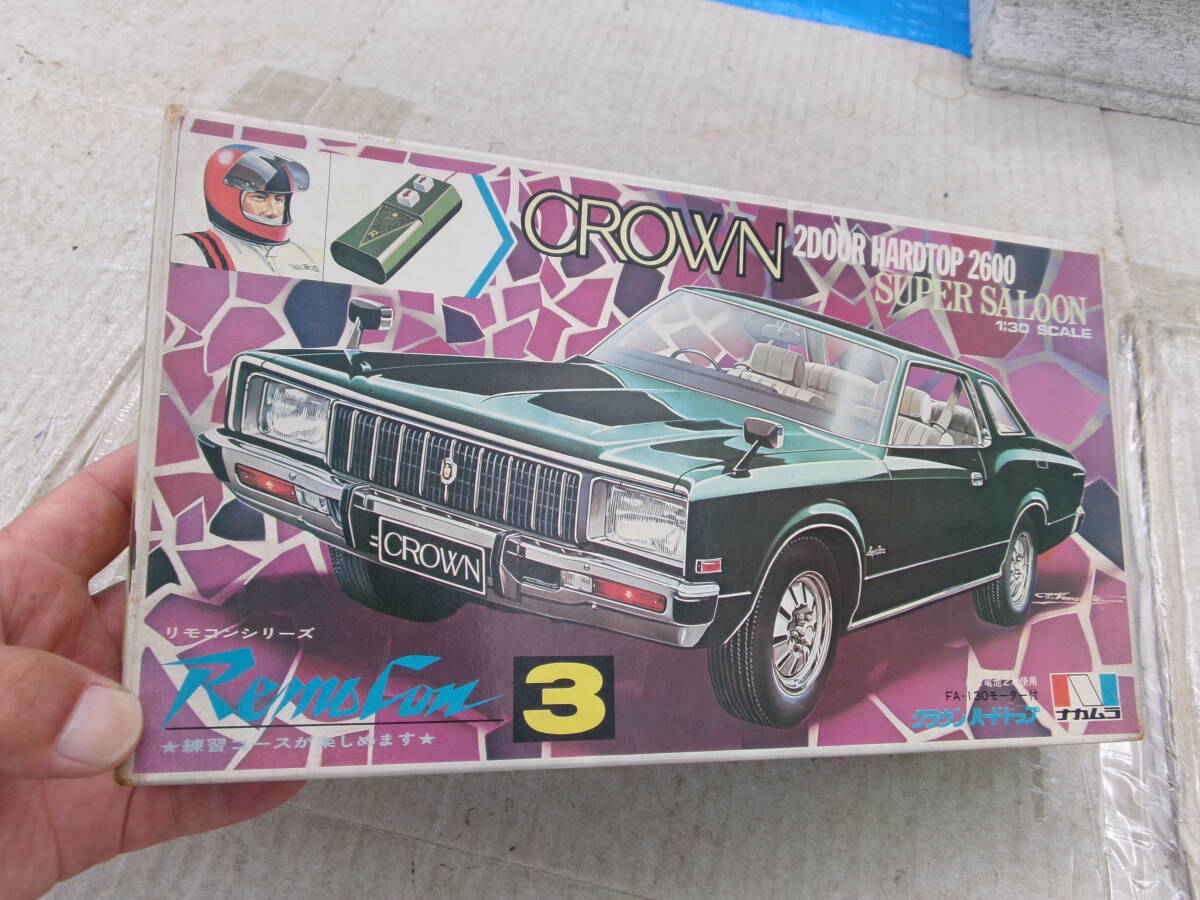 CROWN
2DOOR HARDTOP 2600
SUPER SALOON
1:30 SCALE
CROWN
リモコンシリーズ
RemoCon
3
★練習コースが楽しめます★
使用
FA-130モーター付
クラウンハードトップ
N
ナカムラ